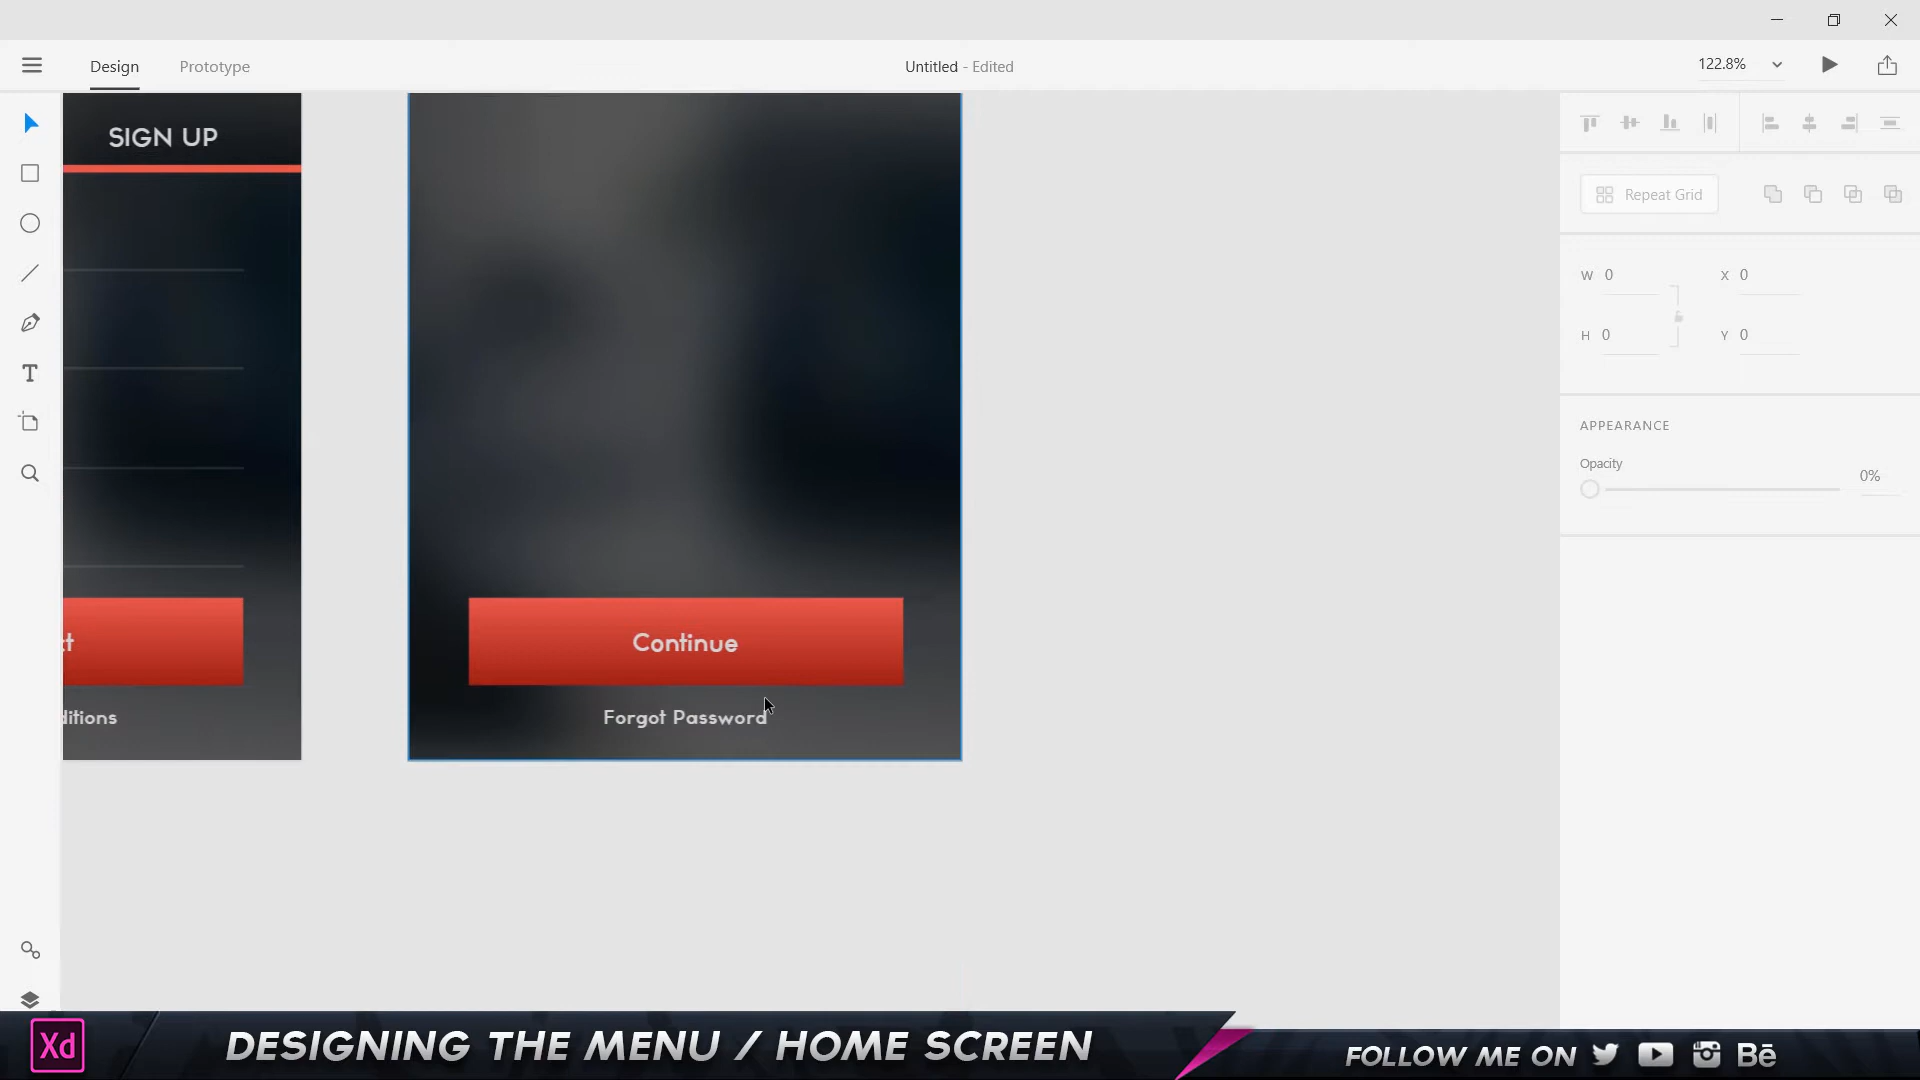 Design
Prototype
Untitled - Edited
122.8%
SIGN UP
Repeat Grid
W 0
X 0
H 0
Y 0
APPEARANCE
Opacity
0%
ct
Continue
ditions
Forgot Password
Xd
DESIGNING THE MENU / HOME SCREEN
FOLLOW ME ON
Bē